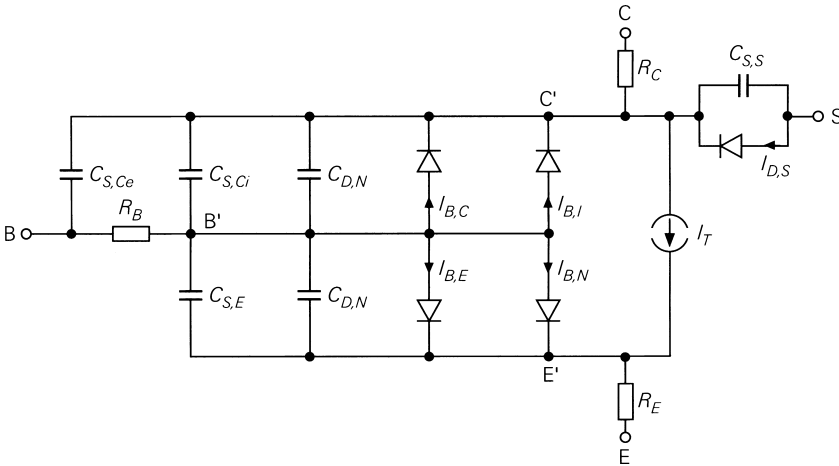 C
C_{S,S}
R_C
C'
S
C_{S,Ce}
C_{S,Ci}
C_{D,N}
I_{D,S}
R_B
B'
I_{B,C}
I_{B,I}
B
I_T
I_{B,E}
I_{B,N}
C_{S,E}
C_{D,N}
E'
R_E
E